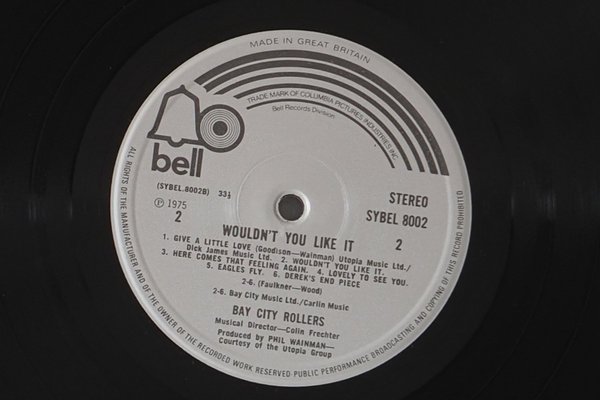 MADE IN GREAT BRITAIN
TRADE MARK OF COLUMBIA PICTURES INDUSTRIES INC.
Bell Records Division
bell
(SYBEL.8002B) 33⅓
STEREO
℗ 1975
SYBEL 8002
2
2
WOULDN'T YOU LIKE IT
1. GIVE A LITTLE LOVE (Goodison—Wainman) Utopia Music Ltd./
Dick James Music Ltd. 2. WOULDN'T YOU LIKE IT.
3. HERE COMES THAT FEELING AGAIN. 4. LOVELY TO SEE YOU.
5. EAGLES FLY. 6. DEREK'S END PIECE
2-6. (Faulkner—Wood)
2-6. Bay City Music Ltd./Carlin Music
BAY CITY ROLLERS
Musical Director—Colin Frechter
Produced by PHIL WAINMAN—
Courtesy of the Utopia Group
ALL RIGHTS OF THE MANUFACTURER AND OF THE OWNER OF THE RECORDED WORK RESERVED·PUBLIC PERFORMANCE BROADCASTING AND COPYING OF THIS RECORD PROHIBITED